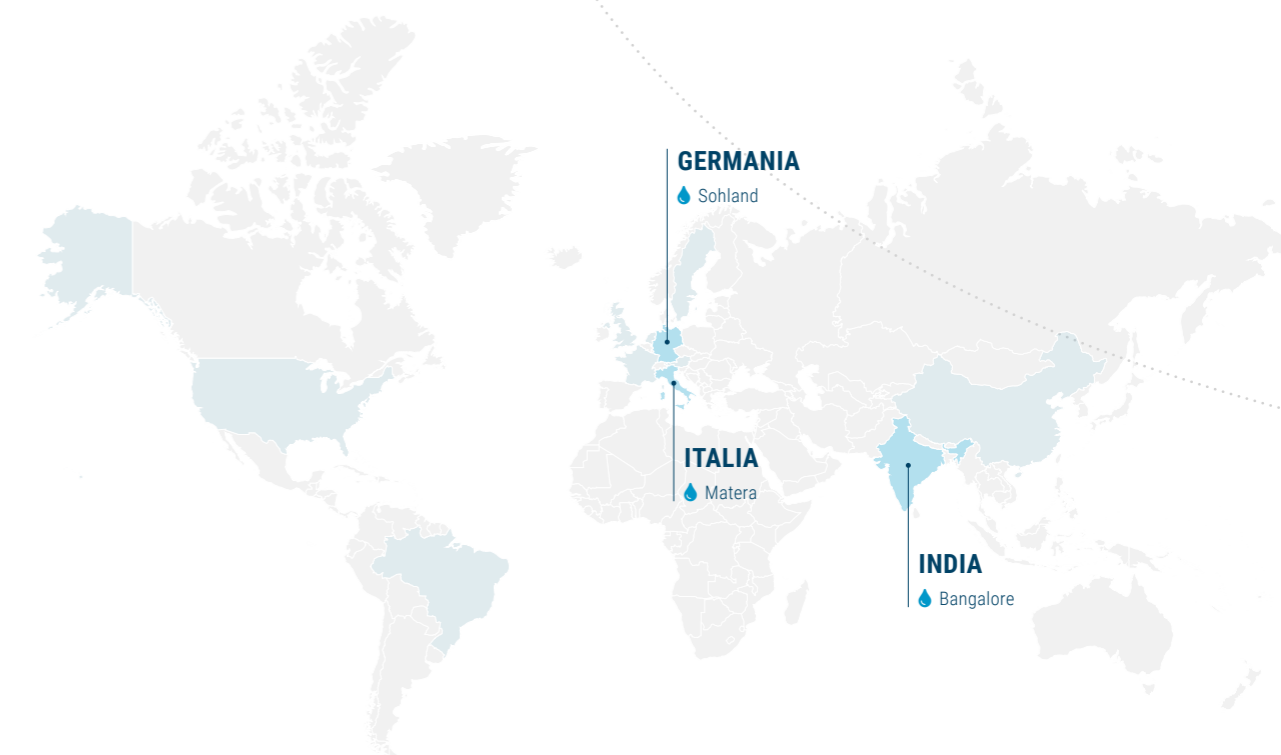 GERMANIA
Sohland
ITALIA
Matera
INDIA
Bangalore